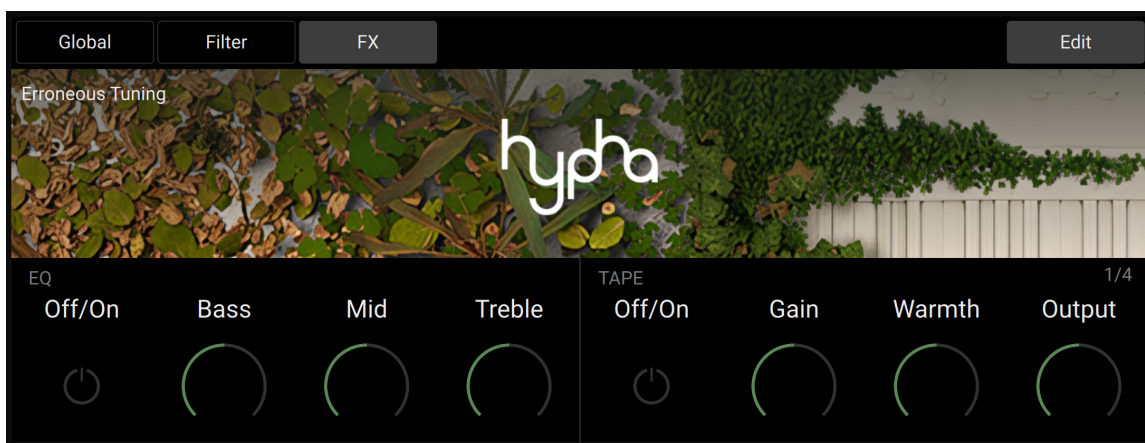 Global Filter FX Edit
Erroneous Tuning
hypha
EQ
Off/On Bass Mid Treble
TAPE 1/4
Off/On Gain Warmth Output